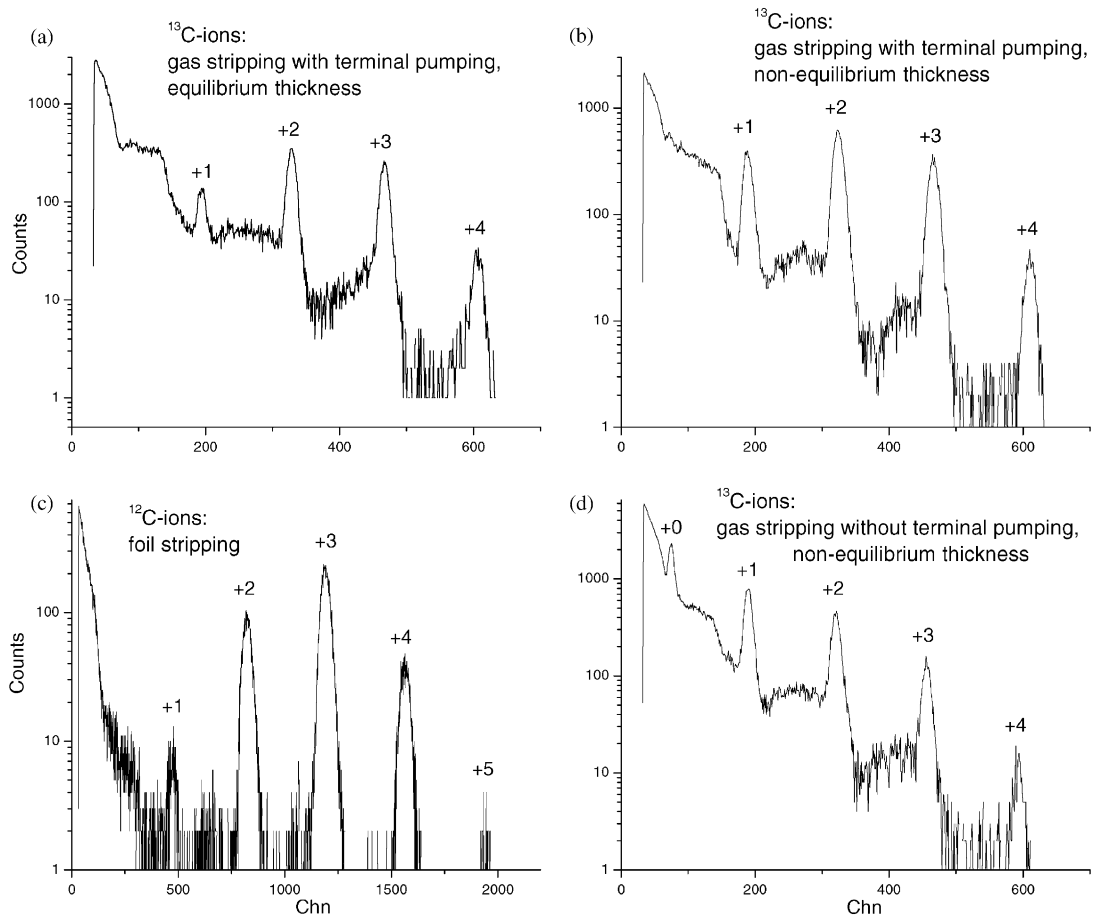 (a)
¹³C-ions:
gas stripping with terminal pumping,
equilibrium thickness
1000
100
10
1
Counts
+1
+2
+3
+4
0 200 400 600
(b)
¹³C-ions:
gas stripping with terminal pumping,
non-equilibrium thickness
1000
100
10
1
+1
+2
+3
+4
0 200 400 600
(c)
¹²C-ions:
foil stripping
100
10
1
Counts
+1
+2
+3
+4
+5
0 500 1000 1500 2000
Chn
(d)
¹³C-ions:
gas stripping without terminal pumping,
non-equilibrium thickness
1000
100
10
1
+0
+1
+2
+3
+4
0 200 400 600
Chn